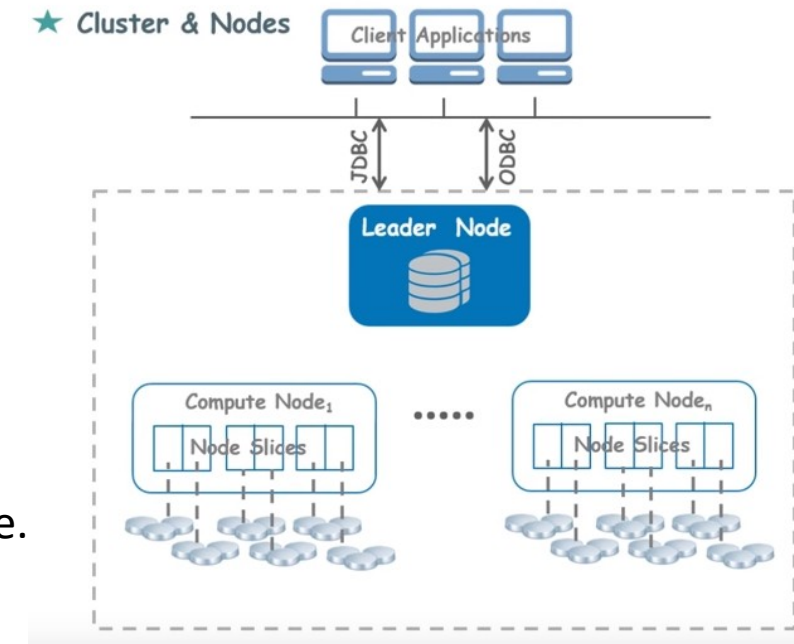 ★ Cluster & Nodes
Client Applications
JDBC
ODBC
Leader Node
Compute Node₁
.....
Compute Nodeₙ
Node Slices
Node Slices
e.